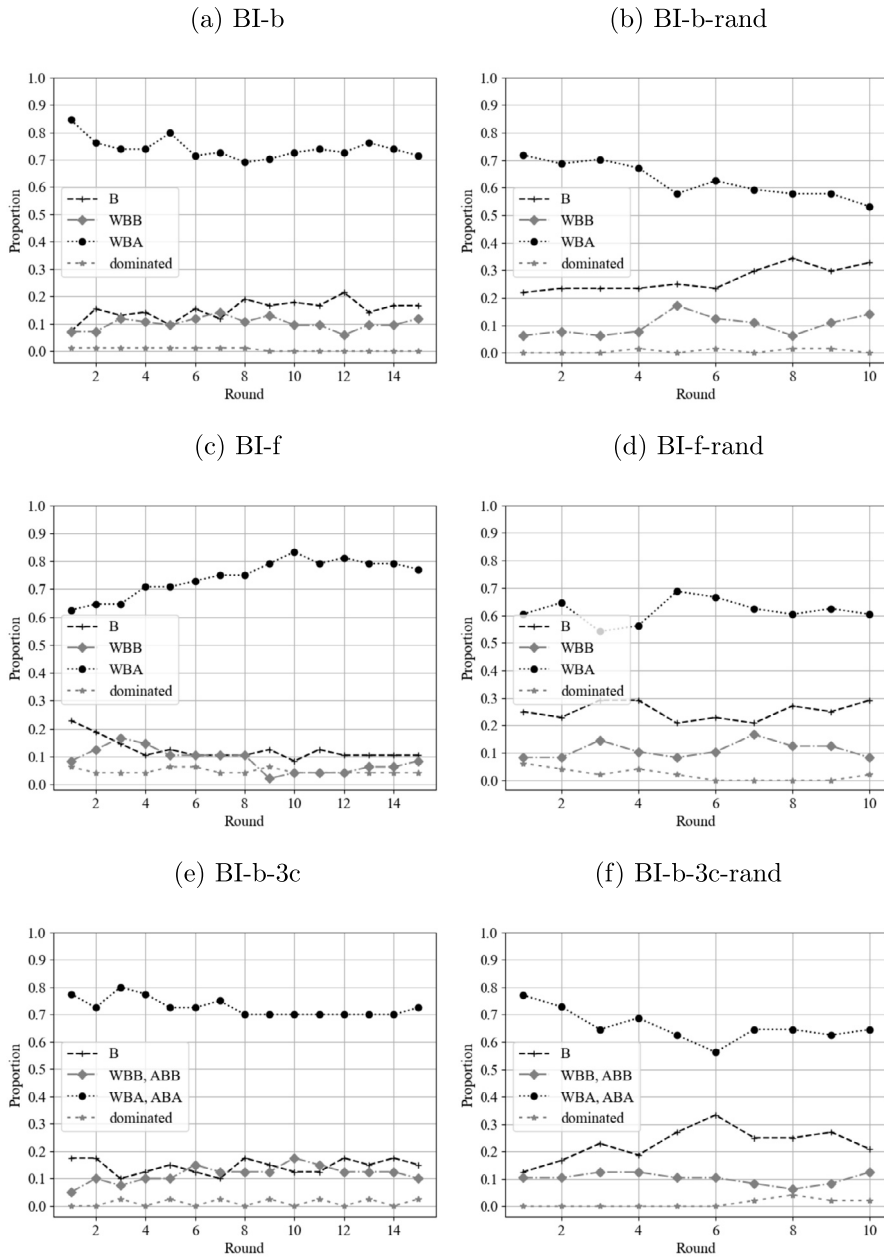 (a) BI-b
(b) BI-b-rand
1.0
0.9
0.8
0.7
0.6
0.5
0.4
0.3
0.2
0.1
0.0
Proportion
B
WBB
WBA
dominated
2 4 6 8 10 12 14
Round
1.0
0.9
0.8
0.7
0.6
0.5
0.4
0.3
0.2
0.1
0.0
Proportion
B
WBB
WBA
dominated
2 4 6 8 10
Round
(c) BI-f
(d) BI-f-rand
1.0
0.9
0.8
0.7
0.6
0.5
0.4
0.3
0.2
0.1
0.0
Proportion
B
WBB
WBA
dominated
2 4 6 8 10 12 14
Round
1.0
0.9
0.8
0.7
0.6
0.5
0.4
0.3
0.2
0.1
0.0
Proportion
B
WBB
WBA
dominated
2 4 6 8 10
Round
(e) BI-b-3c
(f) BI-b-3c-rand
1.0
0.9
0.8
0.7
0.6
0.5
0.4
0.3
0.2
0.1
0.0
Proportion
B
WBB, ABB
WBA, ABA
dominated
2 4 6 8 10 12 14
Round
1.0
0.9
0.8
0.7
0.6
0.5
0.4
0.3
0.2
0.1
0.0
Proportion
B
WBB, ABB
WBA, ABA
dominated
2 4 6 8 10
Round